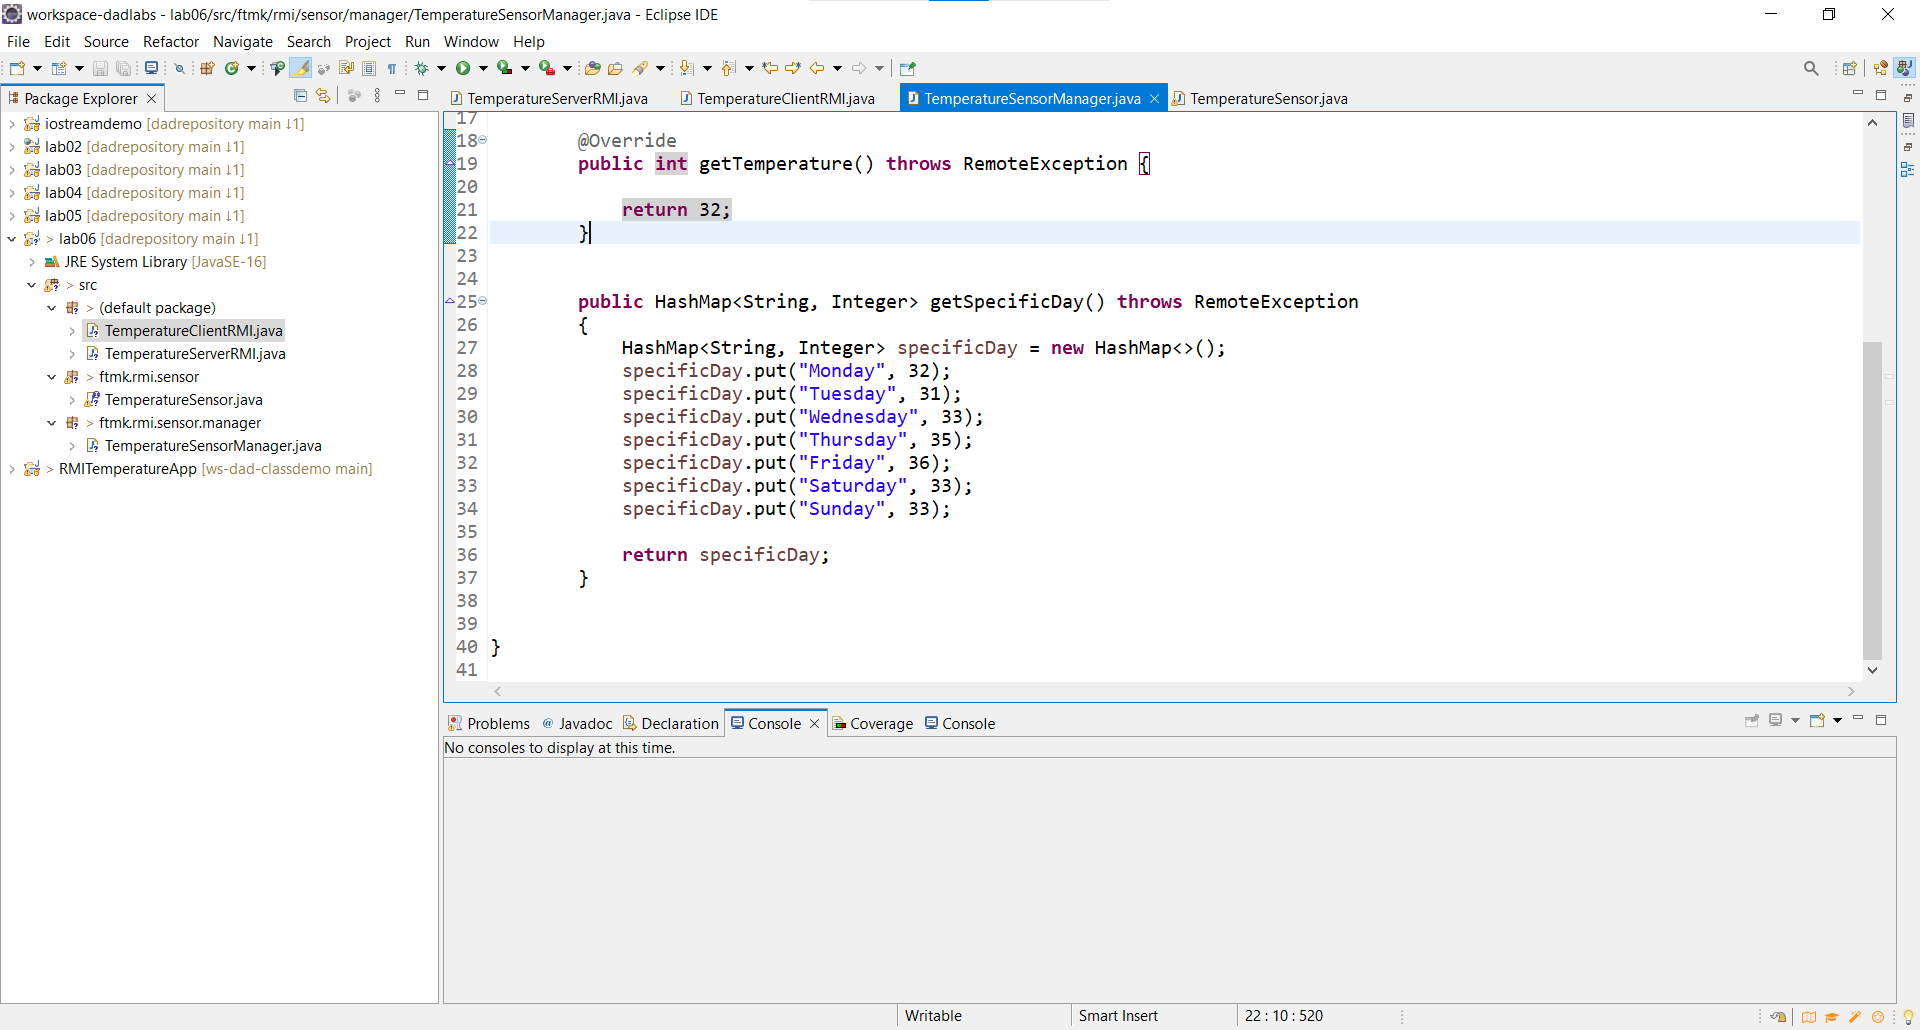 workspace-dadlabs - lab06/src/ftmk/rmi/sensor/manager/TemperatureSensorManager.java - Eclipse IDE
File Edit Source Refactor Navigate Search Project Run Window Help
Package Explorer
iostreamdemo [dadrepository main ↓1]
lab02 [dadrepository main ↓1]
lab03 [dadrepository main ↓1]
lab04 [dadrepository main ↓1]
lab05 [dadrepository main ↓1]
> lab06 [dadrepository main ↓1]
JRE System Library [JavaSE-16]
> src
> (default package)
TemperatureClientRMI.java
TemperatureServerRMI.java
> ftmk.rmi.sensor
TemperatureSensor.java
> ftmk.rmi.sensor.manager
TemperatureSensorManager.java
> RMITemperatureApp [ws-dad-classdemo main]
TemperatureServerRMI.java TemperatureClientRMI.java TemperatureSensorManager.java TemperatureSensor.java
17
18 @Override
19 public int getTemperature() throws RemoteException {
20
21 return 32;
22 }
23
24
25 public HashMap<String, Integer> getSpecificDay() throws RemoteException
26 {
27 HashMap<String, Integer> specificDay = new HashMap<>();
28 specificDay.put("Monday", 32);
29 specificDay.put("Tuesday", 31);
30 specificDay.put("Wednesday", 33);
31 specificDay.put("Thursday", 35);
32 specificDay.put("Friday", 36);
33 specificDay.put("Saturday", 33);
34 specificDay.put("Sunday", 33);
35
36 return specificDay;
37 }
38
39
40 }
41
Problems Javadoc Declaration Console Coverage Console
No consoles to display at this time.
Writable Smart Insert 22 : 10 : 520